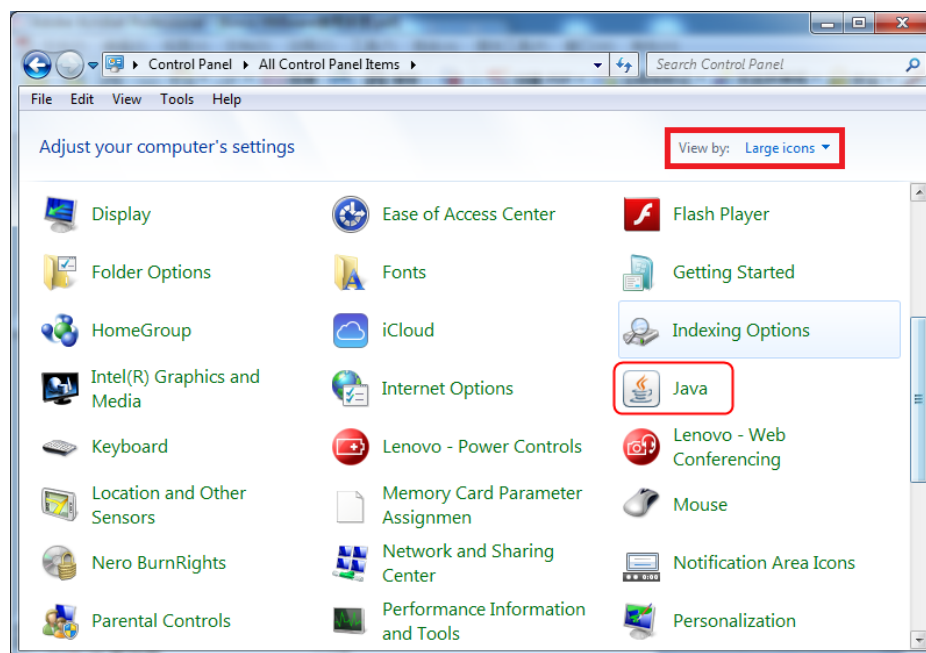 Control Panel All Control Panel Items
Search Control Panel
File Edit View Tools Help
Adjust your computer's settings
View by: Large icons
Display
Ease of Access Center
Flash Player
Folder Options
Fonts
Getting Started
HomeGroup
iCloud
Indexing Options
Intel(R) Graphics and
Media
Internet Options
Java
Keyboard
Lenovo - Power Controls
Lenovo - Web
Conferencing
Location and Other
Sensors
Memory Card Parameter
Assignmen
Mouse
Nero BurnRights
Network and Sharing
Center
Notification Area Icons
Parental Controls
Performance Information
and Tools
Personalization